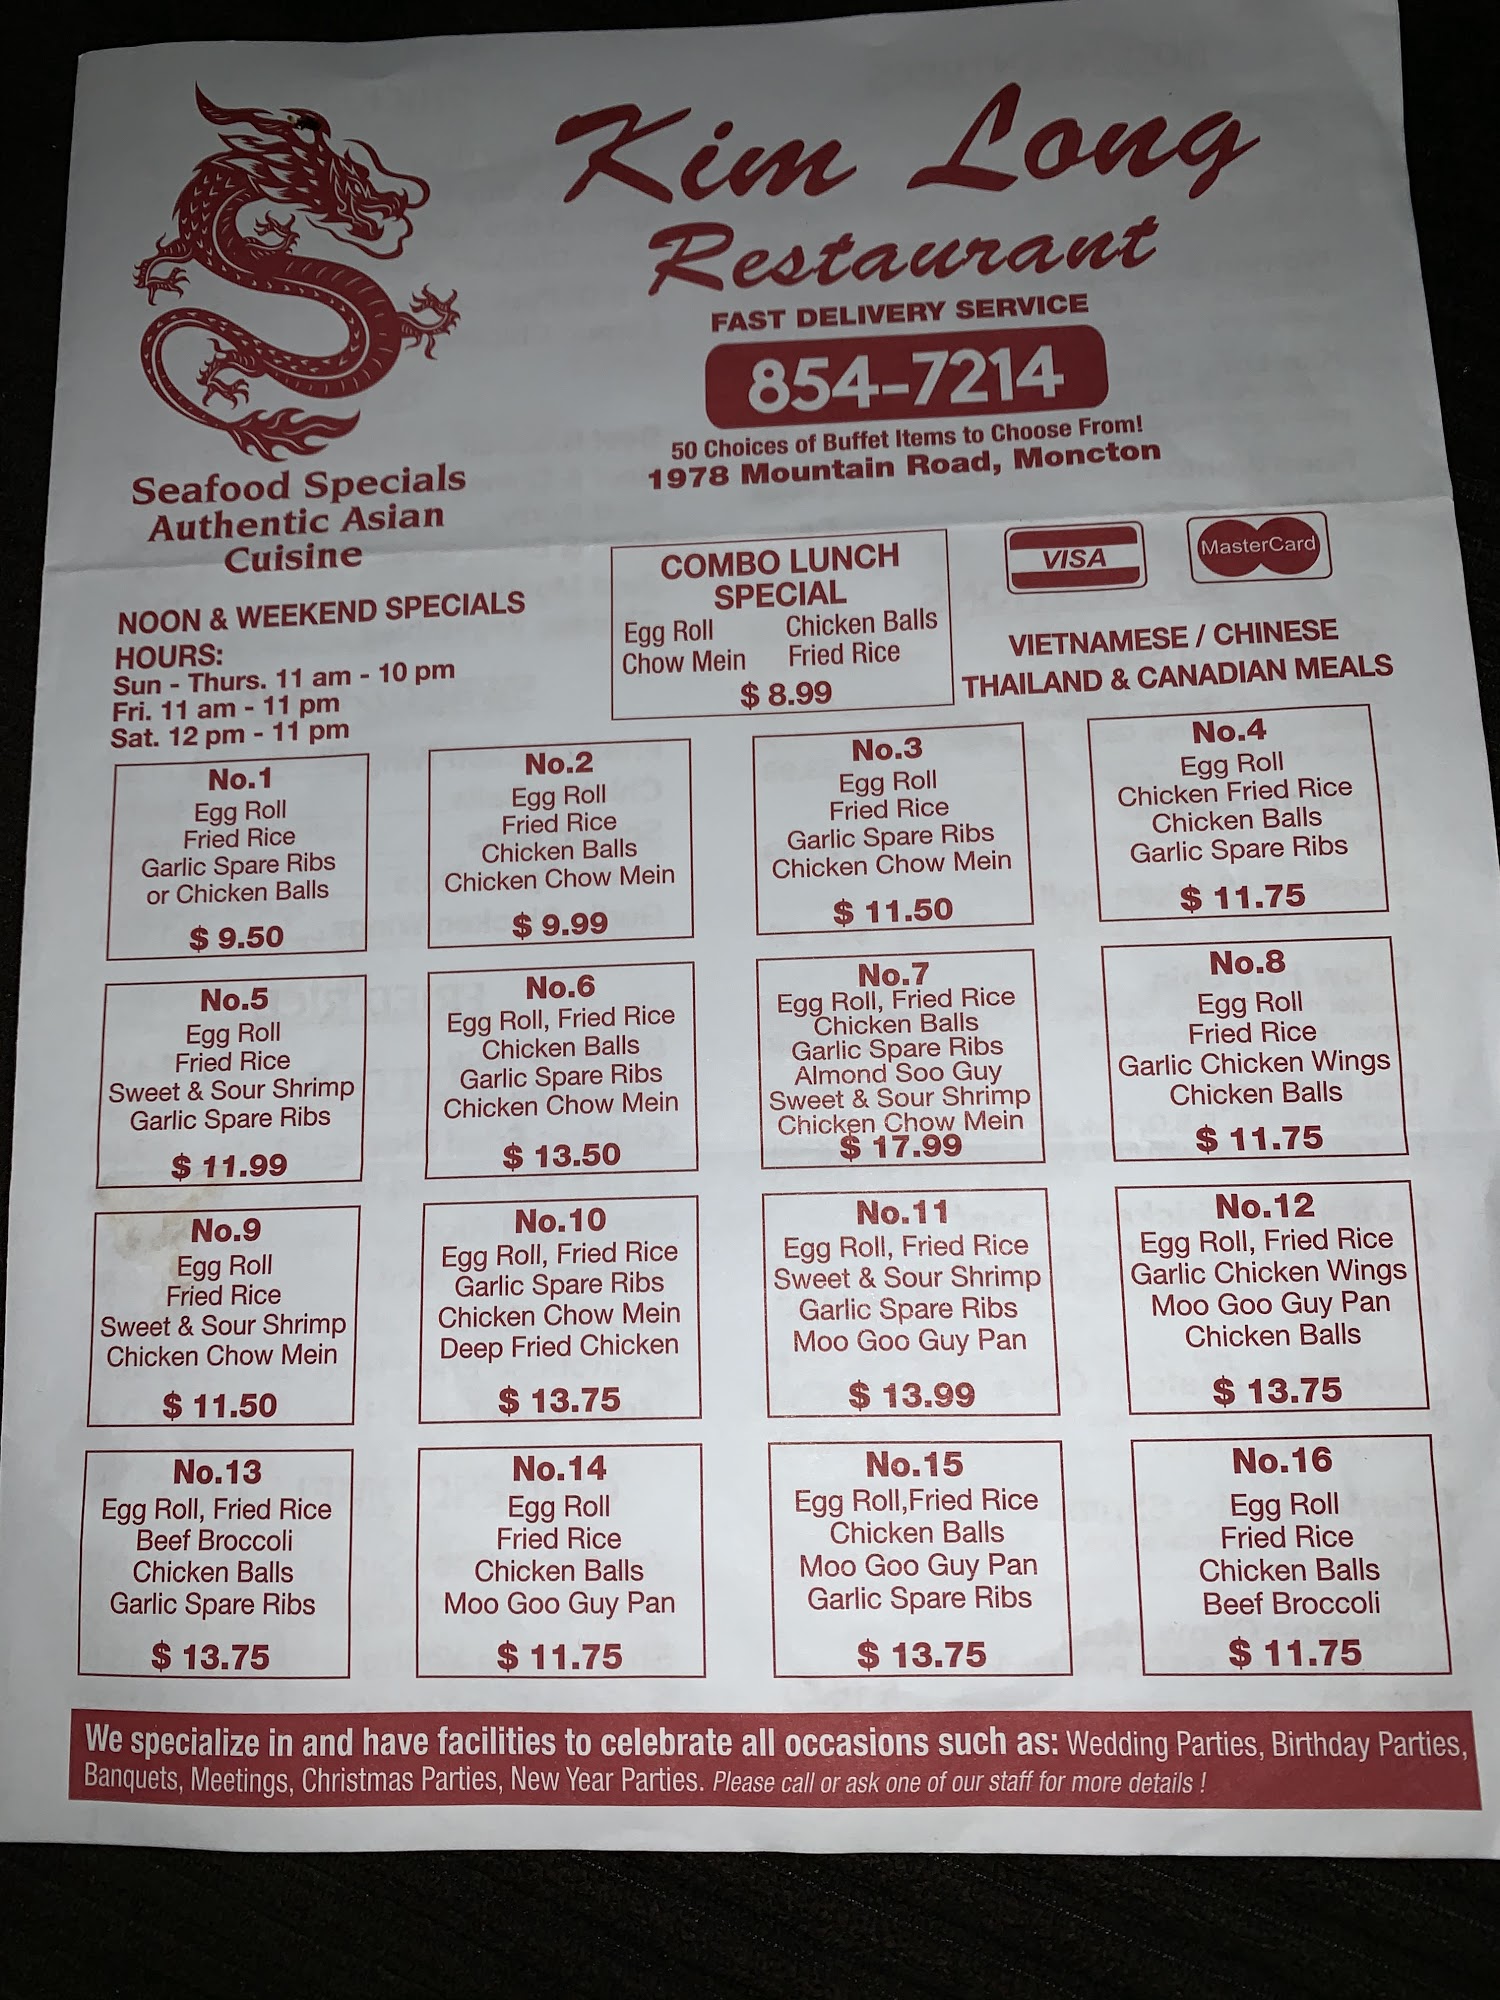 Kim Long
Restaurant
FAST DELIVERY SERVICE
854-7214
50 Choices of Buffet Items to Choose From!
1978 Mountain Road, Moncton
Seafood Specials
Authentic Asian
Cuisine
NOON & WEEKEND SPECIALS
HOURS:
Sun - Thurs. 11 am - 10 pm
Fri. 11 am - 11 pm
Sat. 12 pm - 11 pm
COMBO LUNCH
SPECIAL
Egg Roll Chicken Balls
Chow Mein Fried Rice
$ 8.99
VISA
MasterCard
VIETNAMESE / CHINESE
THAILAND & CANADIAN MEALS
No.1
Egg Roll
Fried Rice
Garlic Spare Ribs
or Chicken Balls
$ 9.50
No.2
Egg Roll
Fried Rice
Chicken Balls
Chicken Chow Mein
$ 9.99
No.3
Egg Roll
Fried Rice
Garlic Spare Ribs
Chicken Chow Mein
$ 11.50
No.4
Egg Roll
Chicken Fried Rice
Chicken Balls
Garlic Spare Ribs
$ 11.75
No.5
Egg Roll
Fried Rice
Sweet & Sour Shrimp
Garlic Spare Ribs
$ 11.99
No.6
Egg Roll, Fried Rice
Chicken Balls
Garlic Spare Ribs
Chicken Chow Mein
$ 13.50
No.7
Egg Roll, Fried Rice
Chicken Balls
Garlic Spare Ribs
Almond Soo Guy
Sweet & Sour Shrimp
Chicken Chow Mein
$ 17.99
No.8
Egg Roll
Fried Rice
Garlic Chicken Wings
Chicken Balls
$ 11.75
No.9
Egg Roll
Fried Rice
Sweet & Sour Shrimp
Chicken Chow Mein
$ 11.50
No.10
Egg Roll, Fried Rice
Garlic Spare Ribs
Chicken Chow Mein
Deep Fried Chicken
$ 13.75
No.11
Egg Roll, Fried Rice
Sweet & Sour Shrimp
Garlic Spare Ribs
Moo Goo Guy Pan
$ 13.99
No.12
Egg Roll, Fried Rice
Garlic Chicken Wings
Moo Goo Guy Pan
Chicken Balls
$ 13.75
No.13
Egg Roll, Fried Rice
Beef Broccoli
Chicken Balls
Garlic Spare Ribs
$ 13.75
No.14
Egg Roll
Fried Rice
Chicken Balls
Moo Goo Guy Pan
$ 11.75
No.15
Egg Roll,Fried Rice
Chicken Balls
Moo Goo Guy Pan
Garlic Spare Ribs
$ 13.75
No.16
Egg Roll
Fried Rice
Chicken Balls
Beef Broccoli
$ 11.75
We specialize in and have facilities to celebrate all occasions such as: Wedding Parties, Birthday Parties,
Banquets, Meetings, Christmas Parties, New Year Parties. Please call or ask one of our staff for more details !